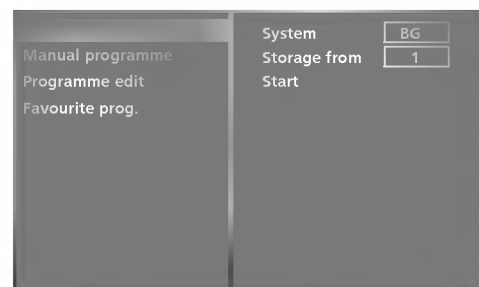 System BG
Manual programme
Storage from 1
Programme edit
Start
Favourite prog.